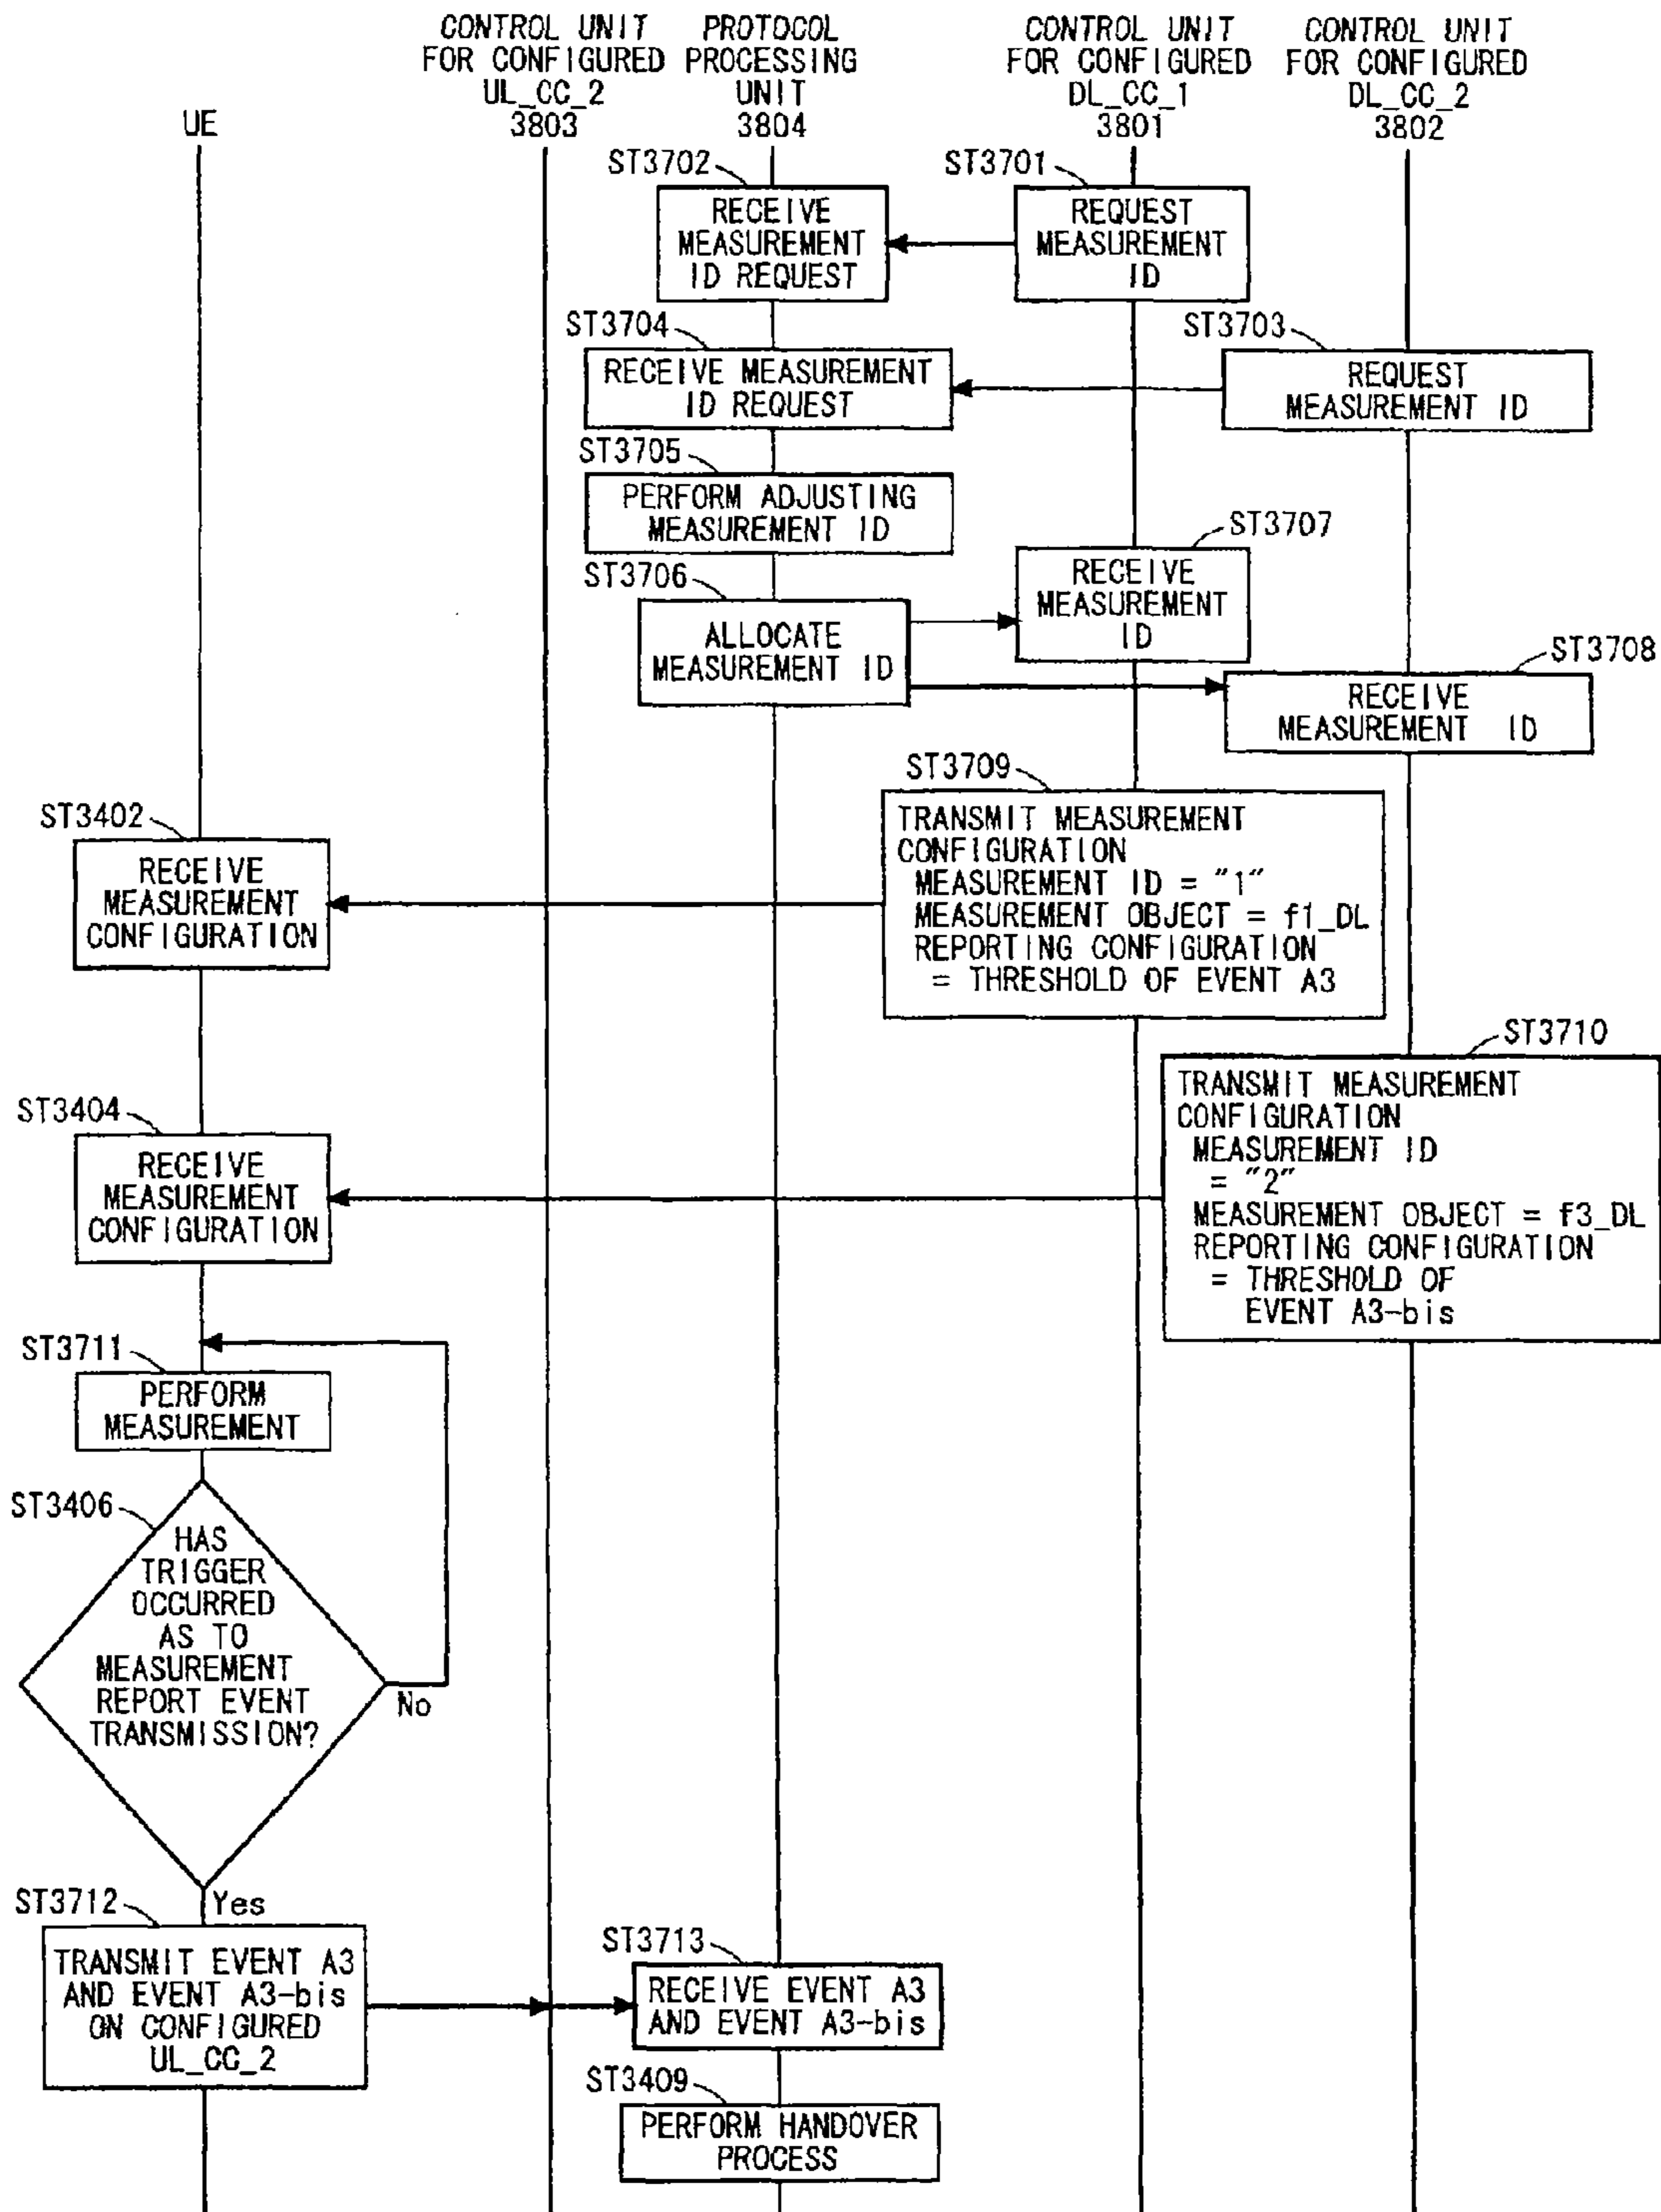 UE
CONTROL UNIT
FOR CONFIGURED
UL_CC_2
3803
PROTOCOL
PROCESSING
UNIT
3804
CONTROL UNIT
FOR CONFIGURED
DL_CC_1
3801
CONTROL UNIT
FOR CONFIGURED
DL_CC_2
3802
ST3702
RECEIVE
MEASUREMENT
ID REQUEST
ST3701
REQUEST
MEASUREMENT
ID
ST3704
RECEIVE MEASUREMENT
ID REQUEST
ST3703
REQUEST
MEASUREMENT ID
ST3705
PERFORM ADJUSTING
MEASUREMENT ID
ST3706
ALLOCATE
MEASUREMENT ID
ST3707
RECEIVE
MEASUREMENT
ID
ST3708
RECEIVE
MEASUREMENT ID
ST3709
TRANSMIT MEASUREMENT
CONFIGURATION
MEASUREMENT ID = "1"
MEASUREMENT OBJECT = f1_DL
REPORTING CONFIGURATION
= THRESHOLD OF EVENT A3
ST3402
RECEIVE
MEASUREMENT
CONFIGURATION
ST3710
TRANSMIT MEASUREMENT
CONFIGURATION
MEASUREMENT ID
= "2"
MEASUREMENT OBJECT = f3_DL
REPORTING CONFIGURATION
= THRESHOLD OF
EVENT A3-bis
ST3404
RECEIVE
MEASUREMENT
CONFIGURATION
ST3711
PERFORM
MEASUREMENT
ST3406
HAS
TRIGGER
OCCURRED
AS TO
MEASUREMENT
REPORT EVENT
TRANSMISSION?
No
Yes
ST3712
TRANSMIT EVENT A3
AND EVENT A3-bis
ON CONFIGURED
UL_CC_2
ST3713
RECEIVE EVENT A3
AND EVENT A3-bis
ST3409
PERFORM HANDOVER
PROCESS